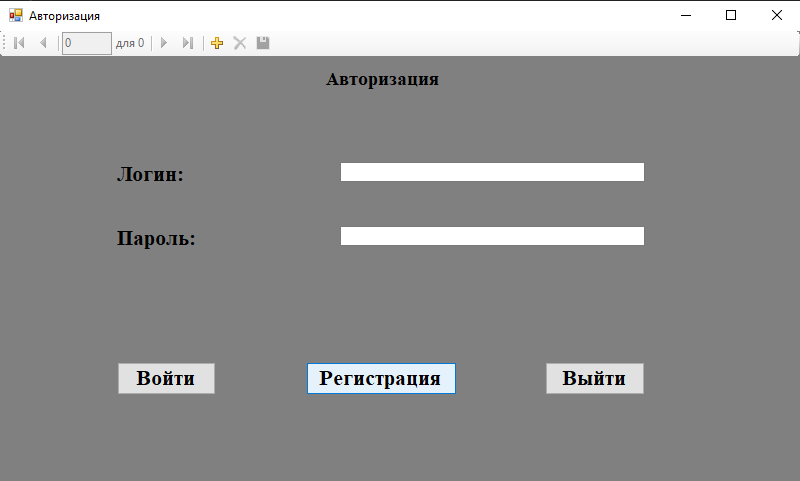 Авторизация
0 для 0
Авторизация
Логин:
Пароль:
Войти Регистрация Выйти